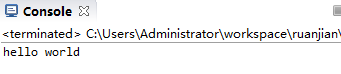 Console
<terminated> C:\Users\Administrator\workspace\ruanjian\
hello world